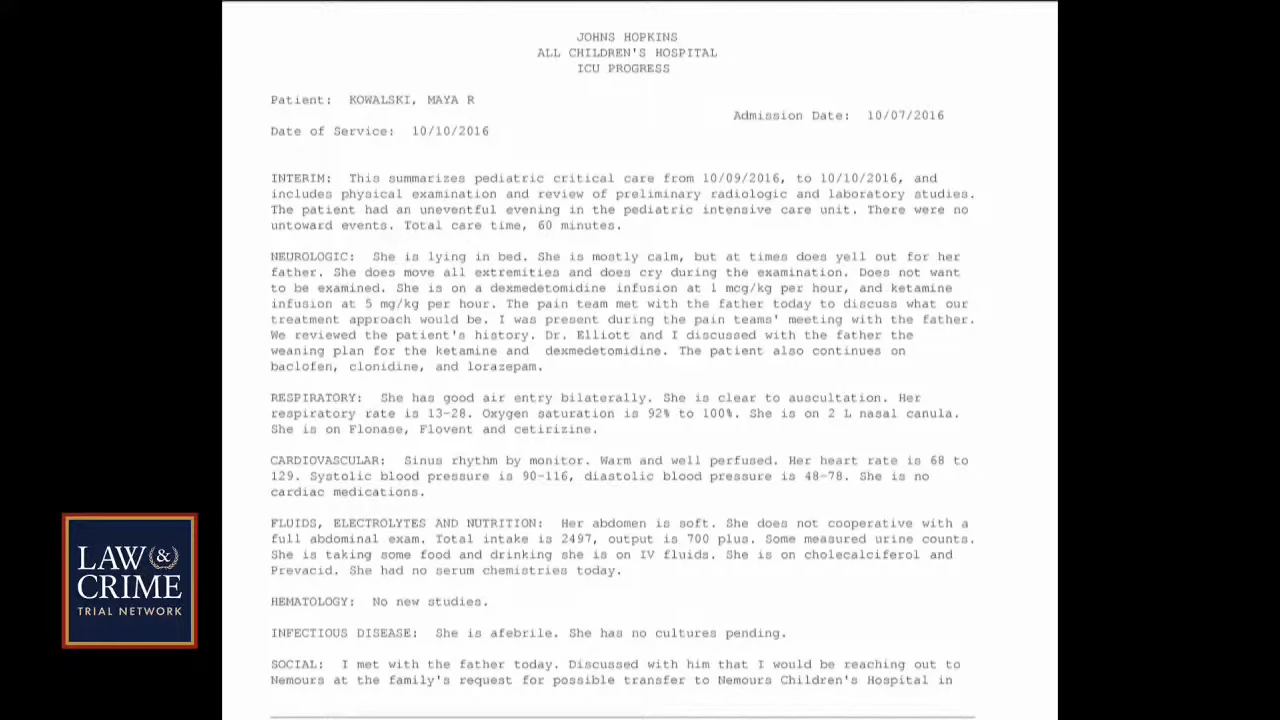 JOHNS HOPKINS
ALL CHILDREN'S HOSPITAL
ICU PROGRESS
Patient: KOWALSKI, MAYA R
Admission Date: 10/07/2016
Date of Service: 10/10/2016
INTERIM: This summarizes pediatric critical care from 10/09/2016, to 10/10/2016, and
includes physical examination and review of preliminary radiologic and laboratory studies.
The patient had an uneventful evening in the pediatric intensive care unit. There were no
untoward events. Total care time, 60 minutes.
NEUROLOGIC: She is lying in bed. She is mostly calm, but at times does yell out for her
father. She does move all extremities and does cry during the examination. Does not want
to be examined. She is on a dexmedetomidine infusion at 1 mcg/kg per hour, and ketamine
infusion at 5 mg/kg per hour. The pain team met with the father today to discuss what our
treatment approach would be. I was present during the pain teams' meeting with the father.
We reviewed the patient's history. Dr. Elliott and I discussed with the father the
weaning plan for the ketamine and dexmedetomidine. The patient also continues on
baclofen, clonidine, and lorazepam.
RESPIRATORY: She has good air entry bilaterally. She is clear to auscultation. Her
respiratory rate is 13-28. Oxygen saturation is 92% to 100%. She is on 2 L nasal canula.
She is on Flonase, Flovent and cetirizine.
CARDIOVASCULAR: Sinus rhythm by monitor. Warm and well perfused. Her heart rate is 68 to
129. Systolic blood pressure is 90-116, diastolic blood pressure is 48-78. She is no
cardiac medications.
FLUIDS, ELECTROLYTES AND NUTRITION: Her abdomen is soft. She does not cooperative with a
full abdominal exam. Total intake is 2497, output is 700 plus. Some measured urine counts.
She is taking some food and drinking she is on IV fluids. She is on cholecalciferol and
Prevacid. She had no serum chemistries today.
HEMATOLOGY: No new studies.
INFECTIOUS DISEASE: She is afebrile. She has no cultures pending.
SOCIAL: I met with the father today. Discussed with him that I would be reaching out to
Nemours at the family's request for possible transfer to Nemours Children's Hospital in
LAW &
CRIME
TRIAL NETWORK